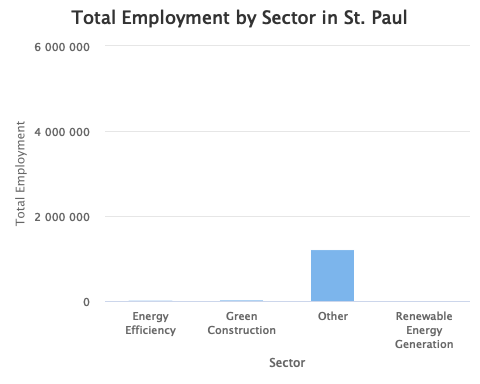 Total Employment by Sector in St. Paul
6 000 000
4 000 000
2 000 000
0
Total Employment
Energy
Efficiency
Green
Construction
Other
Renewable
Energy
Generation
Sector